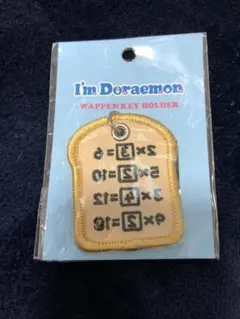 I'm Doraemon
WAPPEN KEY HOLDER
2×3=6
5×2=10
3×4=12
9×2=18